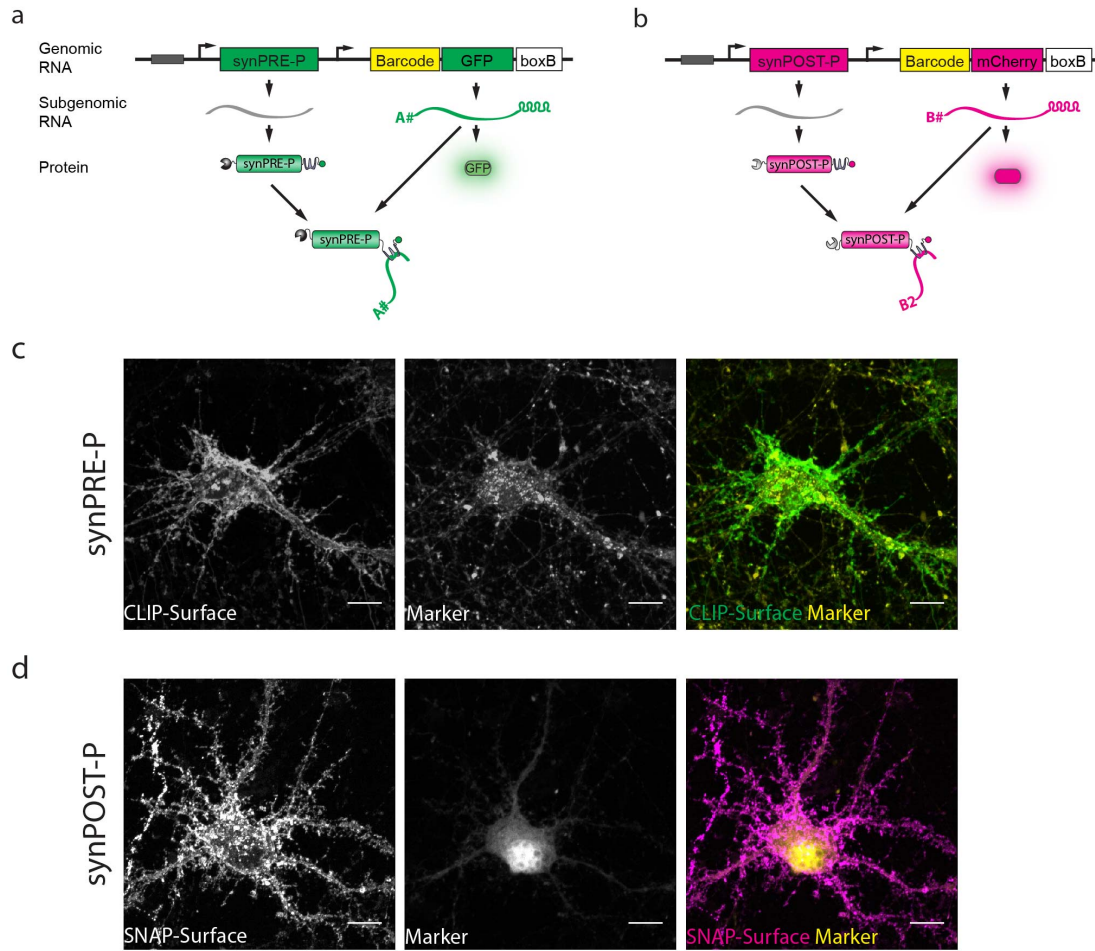 a
Genomic
RNA
synPRE-P
Barcode
GFP
boxB
Subgenomic
RNA
A#
Protein
synPRE-P
GFP
synPRE-P
A#
b
synPOST-P
Barcode
mCherry
boxB
B#
synPOST-P
synPOST-P
B2
c
synPRE-P
CLIP-Surface
Marker
CLIP-Surface Marker
d
synPOST-P
SNAP-Surface
Marker
SNAP-Surface Marker